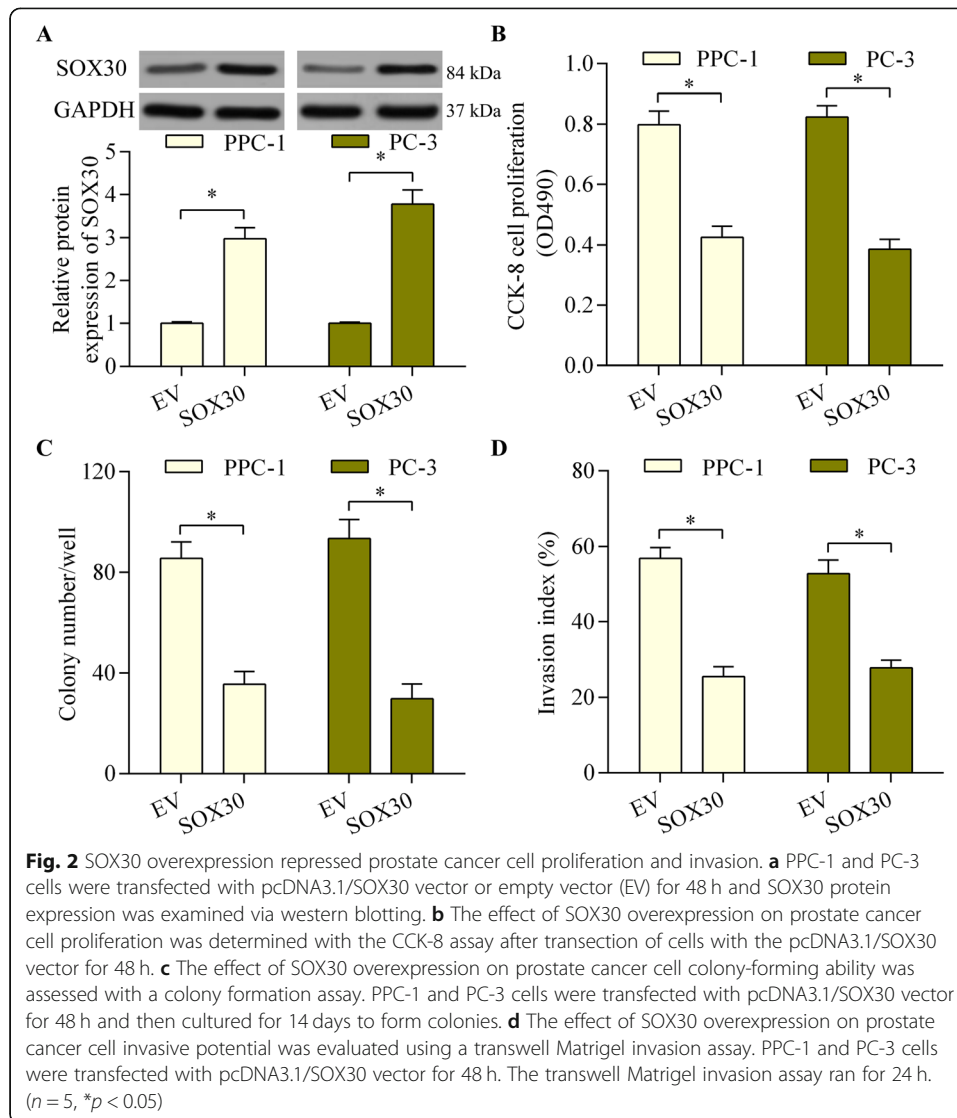 A
SOX30
84 kDa
GAPDH
37 kDa
PPC-1 PC-3
Relative protein
expression of SOX30
5
4
3
2
1
0
*
*
EV SOX30 EV SOX30
B
PPC-1 PC-3
CCK-8 cell proliferation
(OD490)
1.0
0.8
0.6
0.4
0.2
0.0
*
*
EV SOX30 EV SOX30
C
PPC-1 PC-3
Colony number/well
120
80
40
0
*
*
EV SOX30 EV SOX30
D
PPC-1 PC-3
Invasion index (%)
80
60
40
20
0
*
*
EV SOX30 EV SOX30
Fig. 2 SOX30 overexpression repressed prostate cancer cell proliferation and invasion. a PPC-1 and PC-3
cells were transfected with pcDNA3.1/SOX30 vector or empty vector (EV) for 48 h and SOX30 protein
expression was examined via western blotting. b The effect of SOX30 overexpression on prostate cancer
cell proliferation was determined with the CCK-8 assay after transection of cells with the pcDNA3.1/SOX30
vector for 48 h. c The effect of SOX30 overexpression on prostate cancer cell colony-forming ability was
assessed with a colony formation assay. PPC-1 and PC-3 cells were transfected with pcDNA3.1/SOX30 vector
for 48 h and then cultured for 14 days to form colonies. d The effect of SOX30 overexpression on prostate
cancer cell invasive potential was evaluated using a transwell Matrigel invasion assay. PPC-1 and PC-3 cells
were transfected with pcDNA3.1/SOX30 vector for 48 h. The transwell Matrigel invasion assay ran for 24 h.
(n = 5, *p < 0.05)